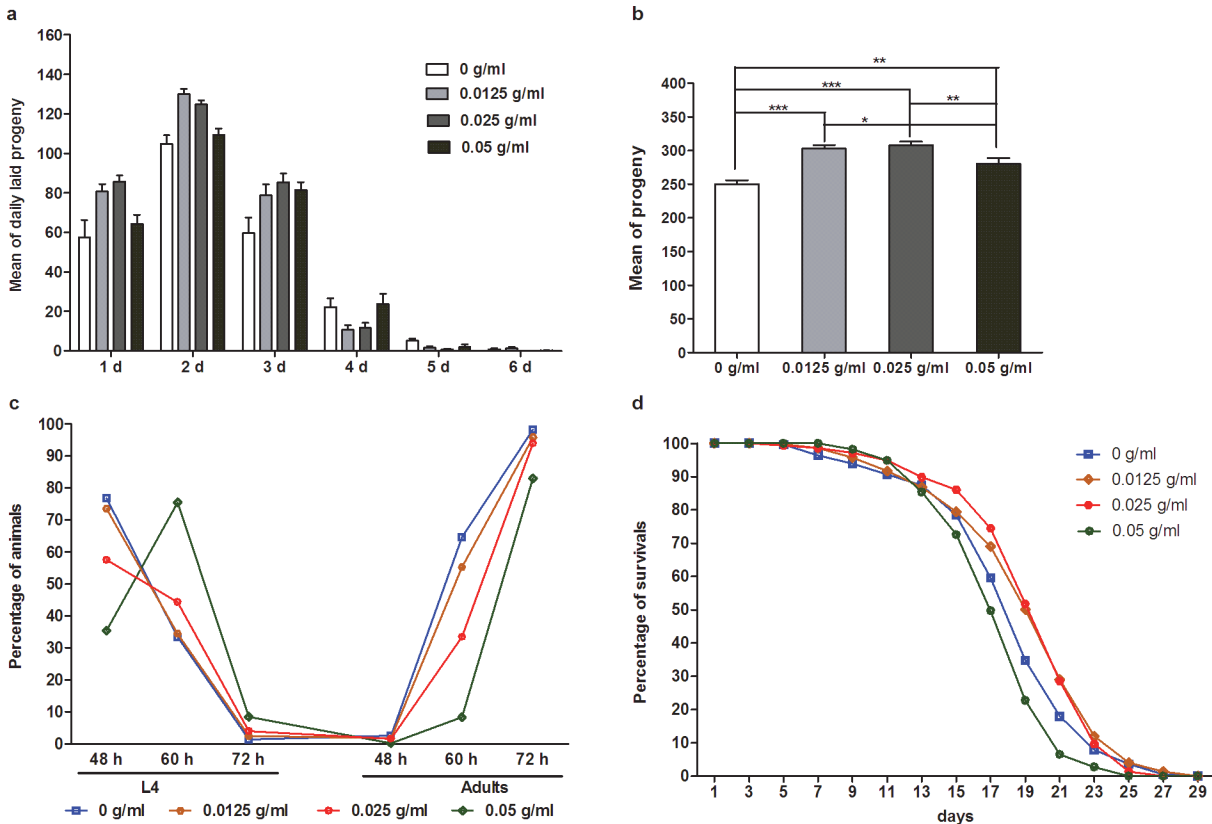 a
160
140
120
100
80
60
40
20
0
Mean of daily laid progeny
0 g/ml
0.0125 g/ml
0.025 g/ml
0.05 g/ml
1 d 2 d 3 d 4 d 5 d 6 d
b
400
350
300
250
200
150
100
50
0
Mean of progeny
**
***
***
**
*
0 g/ml 0.0125 g/ml 0.025 g/ml 0.05 g/ml
c
100
90
80
70
60
50
40
30
20
10
0
Percentage of animals
48 h 60 h 72 h 48 h 60 h 72 h
L4 Adults
0 g/ml 0.0125 g/ml 0.025 g/ml 0.05 g/ml
d
100
90
80
70
60
50
40
30
20
10
0
Percentage of survivals
0 g/ml
0.0125 g/ml
0.025 g/ml
0.05 g/ml
1 3 5 7 9 11 13 15 17 19 21 23 25 27 29
days